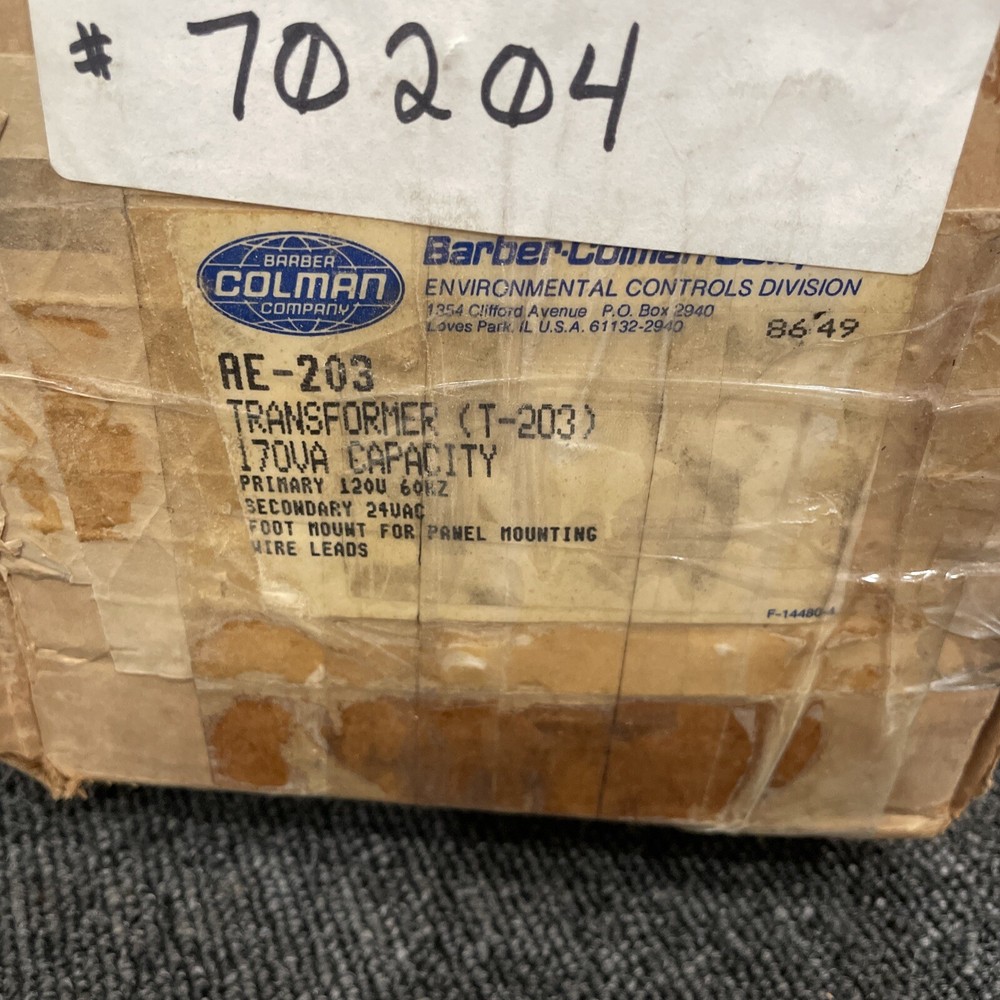 # 70204
BARBER
COLMAN
COMPANY
Barber-Colman
ENVIRONMENTAL CONTROLS DIVISION
1354 Clifford Avenue P.O. Box 2940
Loves Park, IL U.S.A. 61132-2940
86 49
AE-203
TRANSFORMER (T-203)
170VA CAPACITY
PRIMARY 120V 60HZ
SECONDARY 24VAC
FOOT MOUNT FOR PANEL MOUNTING
WIRE LEADS